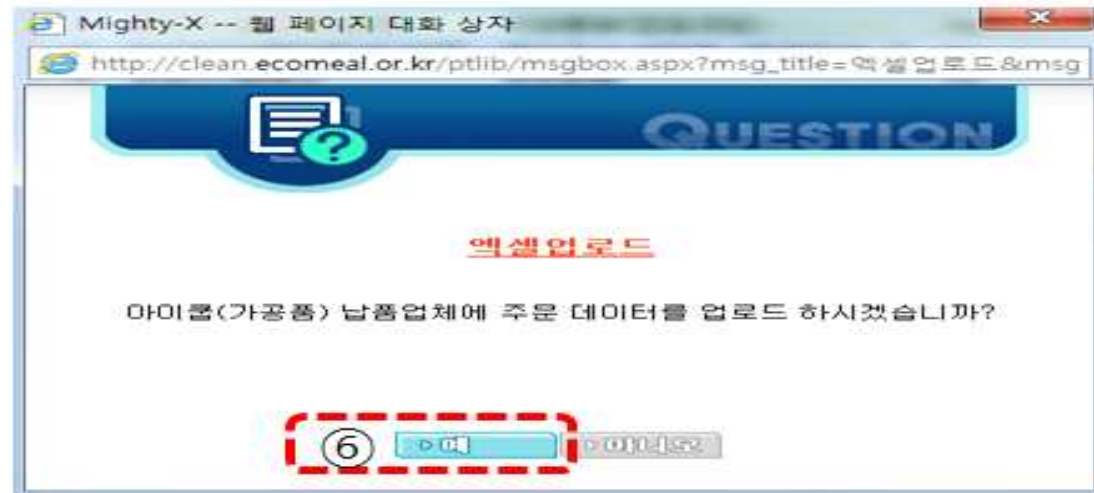 Mighty-X -- 웹 페이지 대화 상자
http://clean.ecomeal.or.kr/ptlib/msgbox.aspx?msg_title=엑셀업로드&msg
QUESTION
엑셀업로드
아이쿱(가공품) 납품업체에 주문 데이터를 업로드 하시겠습니까?
⑥ 예 아니오